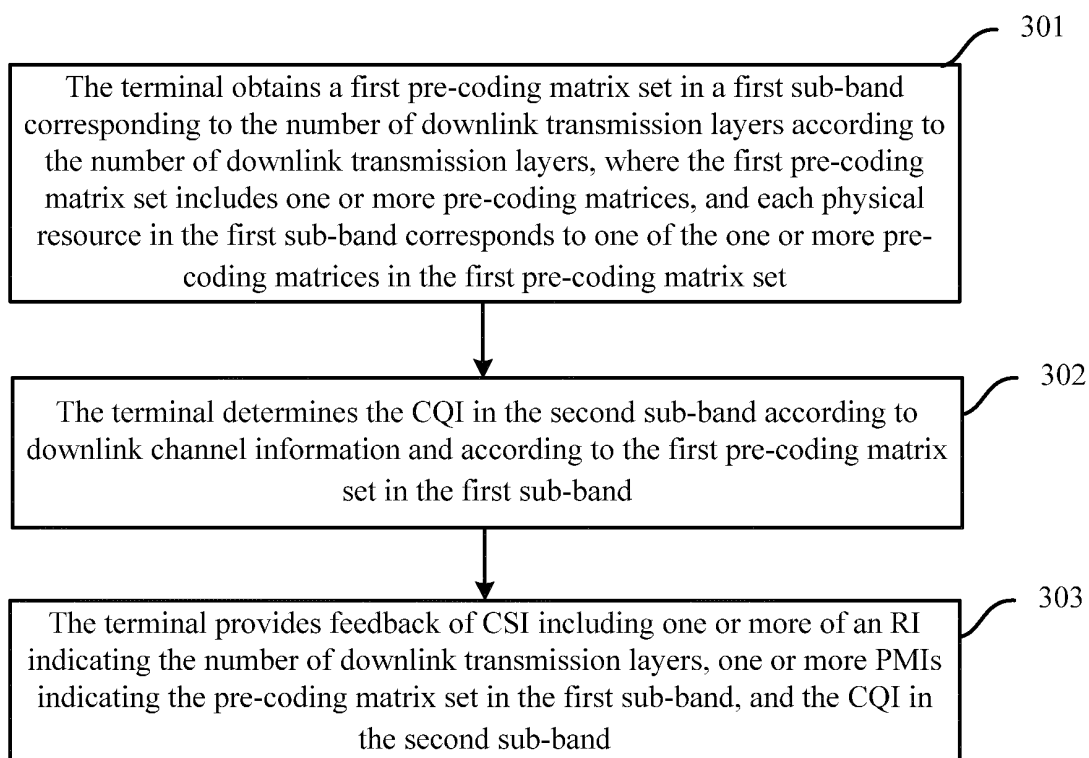 301
The terminal obtains a first pre-coding matrix set in a first sub-band
corresponding to the number of downlink transmission layers according to
the number of downlink transmission layers, where the first pre-coding
matrix set includes one or more pre-coding matrices, and each physical
resource in the first sub-band corresponds to one of the one or more pre-
coding matrices in the first pre-coding matrix set
302
The terminal determines the CQI in the second sub-band according to
downlink channel information and according to the first pre-coding matrix
set in the first sub-band
303
The terminal provides feedback of CSI including one or more of an RI
indicating the number of downlink transmission layers, one or more PMIs
indicating the pre-coding matrix set in the first sub-band, and the CQI in
the second sub-band